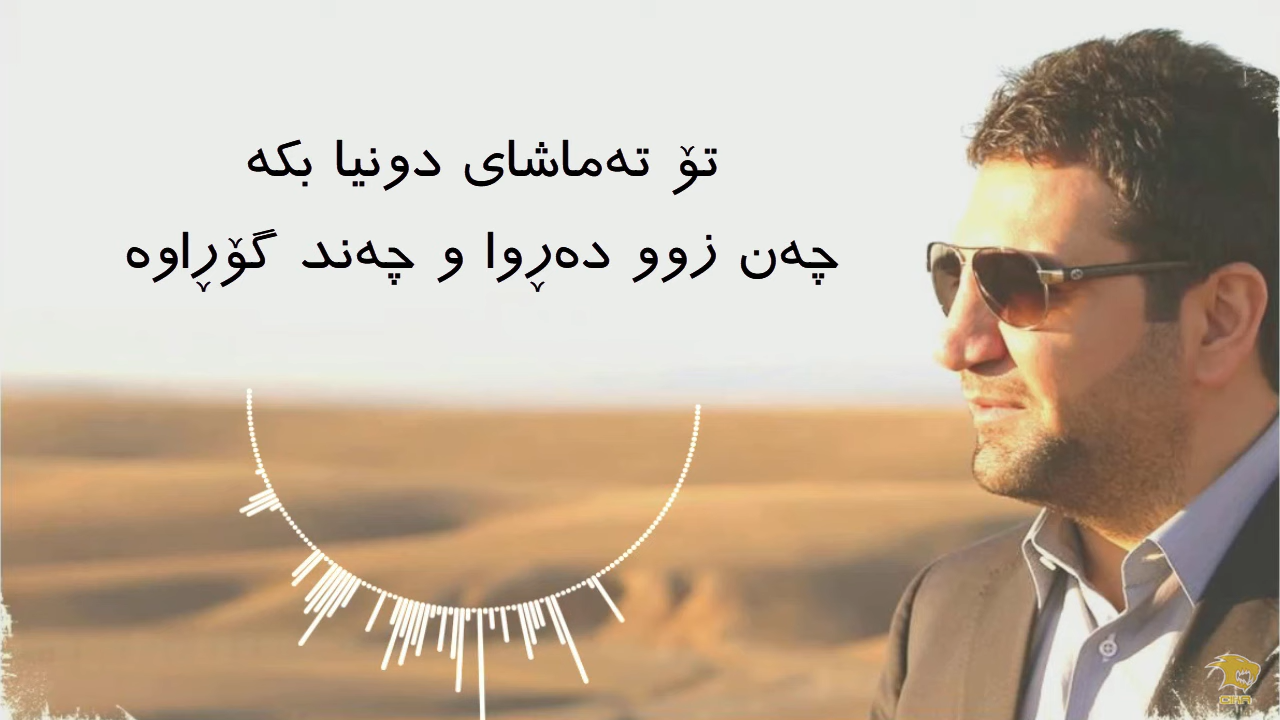 تۆ تەماشای دونیا بکە
چەن زوو دەڕوا و چەند گۆڕاوە